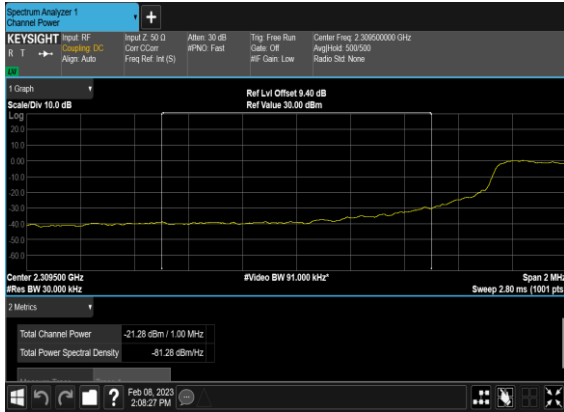 Spectrum Analyzer 1
Channel Power
+
KEYSIGHT Input: RF Input Z: 50 Ω Atten: 30 dB Trig: Free Run Center Freq: 2.309500000 GHz
R T Coupling: DC Corr CCorr #PNO: Fast Gate: Off Avg|Hold: 500/500
Align: Auto Freq Ref: Int (S) #IF Gain: Low Radio Std: None
1 Graph
Ref Lvl Offset 9.40 dB
Scale/Div 10.0 dB Ref Value 30.00 dBm
Log
20.0
10.0
0.00
-10.0
-20.0
-30.0
-40.0
-50.0
-60.0
Center 2.309500 GHz #Video BW 91.000 kHz* Span 2 MHz
#Res BW 30.000 kHz Sweep 2.80 ms (1001 pts
2 Metrics
Total Channel Power -21.28 dBm / 1.00 MHz
Total Power Spectral Density -81.28 dBm/Hz
? Feb 08, 2023
2:08:27 PM